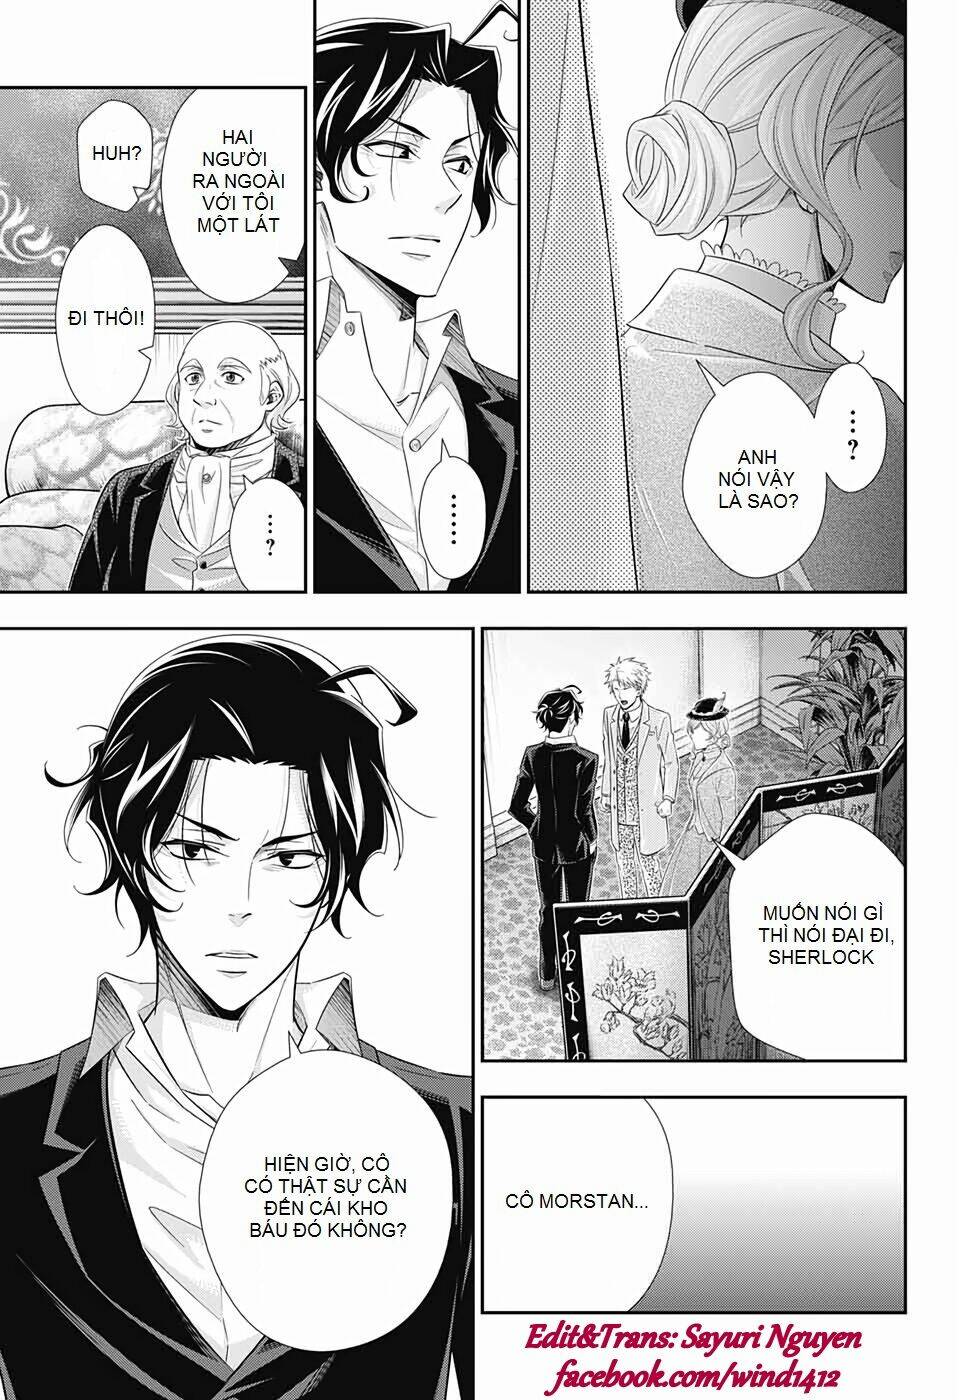 ...?
ANH
NÓI VẬY
LÀ SAO?
......
HAI
NGƯỜI
RA NGOÀI
VỚI TÔI
MỘT LÁT
HUH?
ĐI THÔI!
...?
MUỐN NÓI GÌ
THÌ NÓI ĐẠI ĐI,
SHERLOCK
CÔ MORSTAN...
HIỆN GIỜ, CÔ
CÓ THẬT SỰ CẦN
ĐẾN CÁI KHO
BÁU ĐÓ KHÔNG?
Edit&Trans: Sayuri Nguyen
facebook.com/wind1412